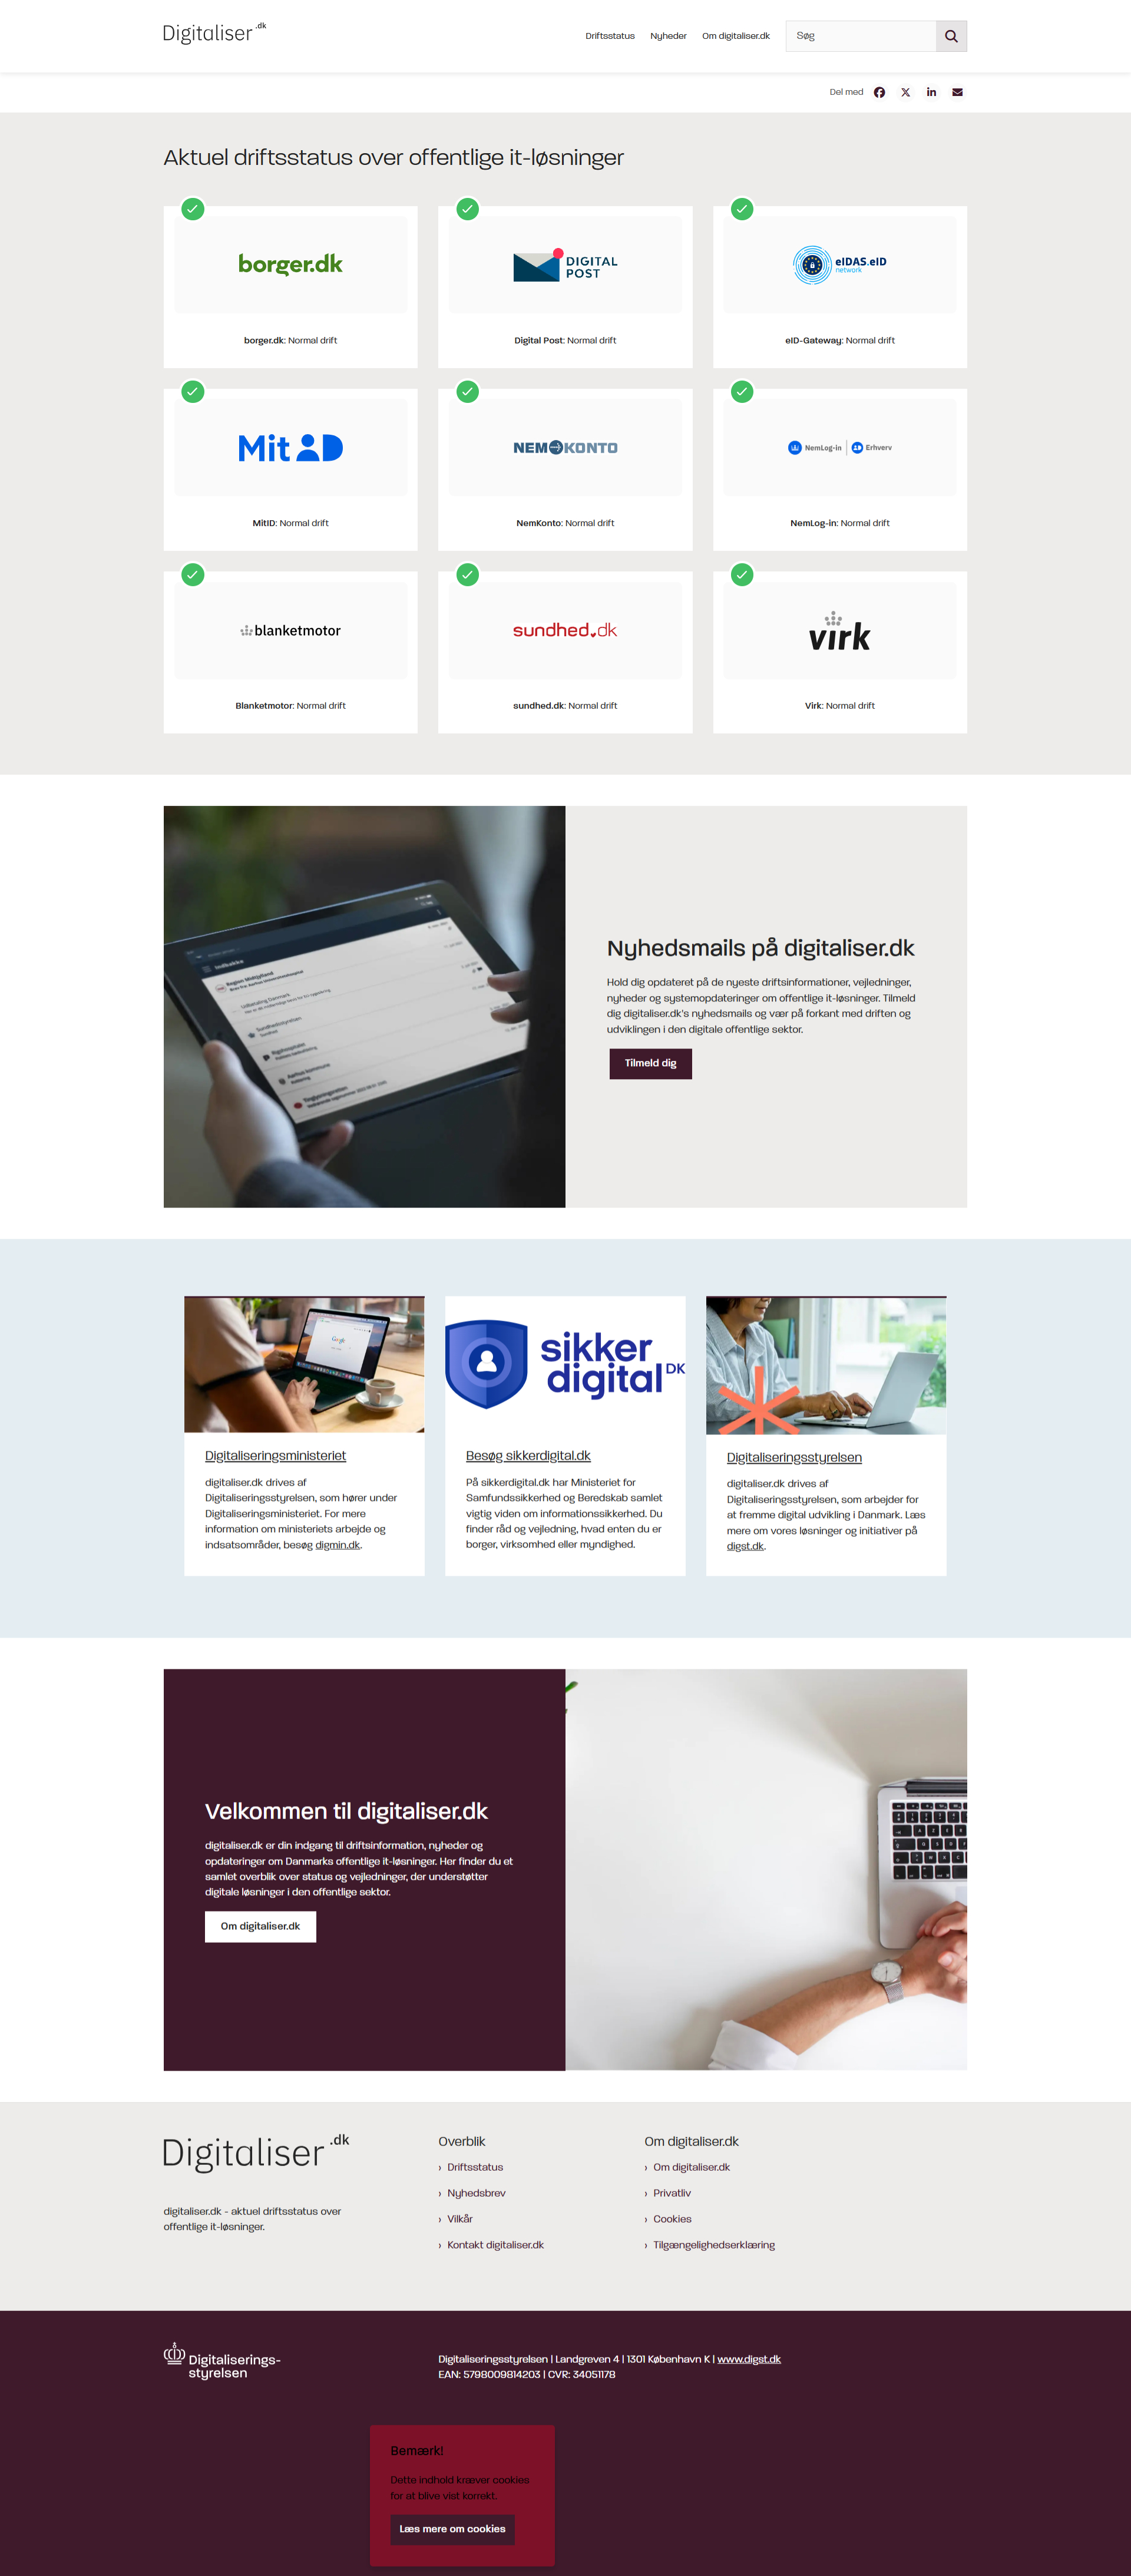 Digitaliser.dk
Driftsstatus
Nyheder
Om digitaliser.dk
Søg
Del med
Aktuel driftsstatus over offentlige it-løsninger
borger.dk
DIGITAL
POST
eIDAS.eID
network
borger.dk: Normal drift
Digital Post: Normal drift
eID-Gateway: Normal drift
Mit ID
NEMKONTO
NemLog-in
Erhverv
MitID: Normal drift
NemKonto: Normal drift
NemLog-in: Normal drift
blanketmotor
sundhed.dk
virk
Blanketmotor: Normal drift
sundhed.dk: Normal drift
Virk: Normal drift
Indbakke
Region Midtjylland
Sundhedsstyrelsen
Aarhus kommune
Nyhedsmails på digitaliser.dk
Hold dig opdateret på de nyeste driftsinformationer, vejledninger,
nyheder og systemopdateringer om offentlige it-løsninger. Tilmeld
dig digitaliser.dk's nyhedsmails og vær på forkant med driften og
udviklingen i den digitale offentlige sektor.
Tilmeld dig
Google
sikker
digital DK
Digitaliseringsministeriet
digitaliser.dk drives af
Digitaliseringsstyrelsen, som hører under
Digitaliseringsministeriet. For mere
information om ministeriets arbejde og
indsatsområder, besøg digmin.dk.
Besøg sikkerdigital.dk
På sikkerdigital.dk har Ministeriet for
Samfundssikkerhed og Beredskab samlet
vigtig viden om informationssikkerhed. Du
finder råd og vejledning, hvad enten du er
borger, virksomhed eller myndighed.
Digitaliseringsstyrelsen
digitaliser.dk drives af
Digitaliseringsstyrelsen, som arbejder for
at fremme digital udvikling i Danmark. Læs
mere om vores løsninger og initiativer på
digst.dk.
Velkommen til digitaliser.dk
digitaliser.dk er din indgang til driftsinformation, nyheder og
opdateringer om Danmarks offentlige it-løsninger. Her finder du et
samlet overblik over status og vejledninger, der understøtter
digitale løsninger i den offentlige sektor.
Om digitaliser.dk
Digitaliser.dk
digitaliser.dk - aktuel driftsstatus over
offentlige it-løsninger.
Overblik
› Driftsstatus
› Nyhedsbrev
› Vilkår
› Kontakt digitaliser.dk
Om digitaliser.dk
› Om digitaliser.dk
› Privatliv
› Cookies
› Tilgængelighedserklæring
Digitaliserings-
styrelsen
Digitaliseringsstyrelsen | Landgreven 4 | 1301 København K | www.digst.dk
EAN: 5798009814203 | CVR: 34051178
Bemærk!
Dette indhold kræver cookies
for at blive vist korrekt.
Læs mere om cookies